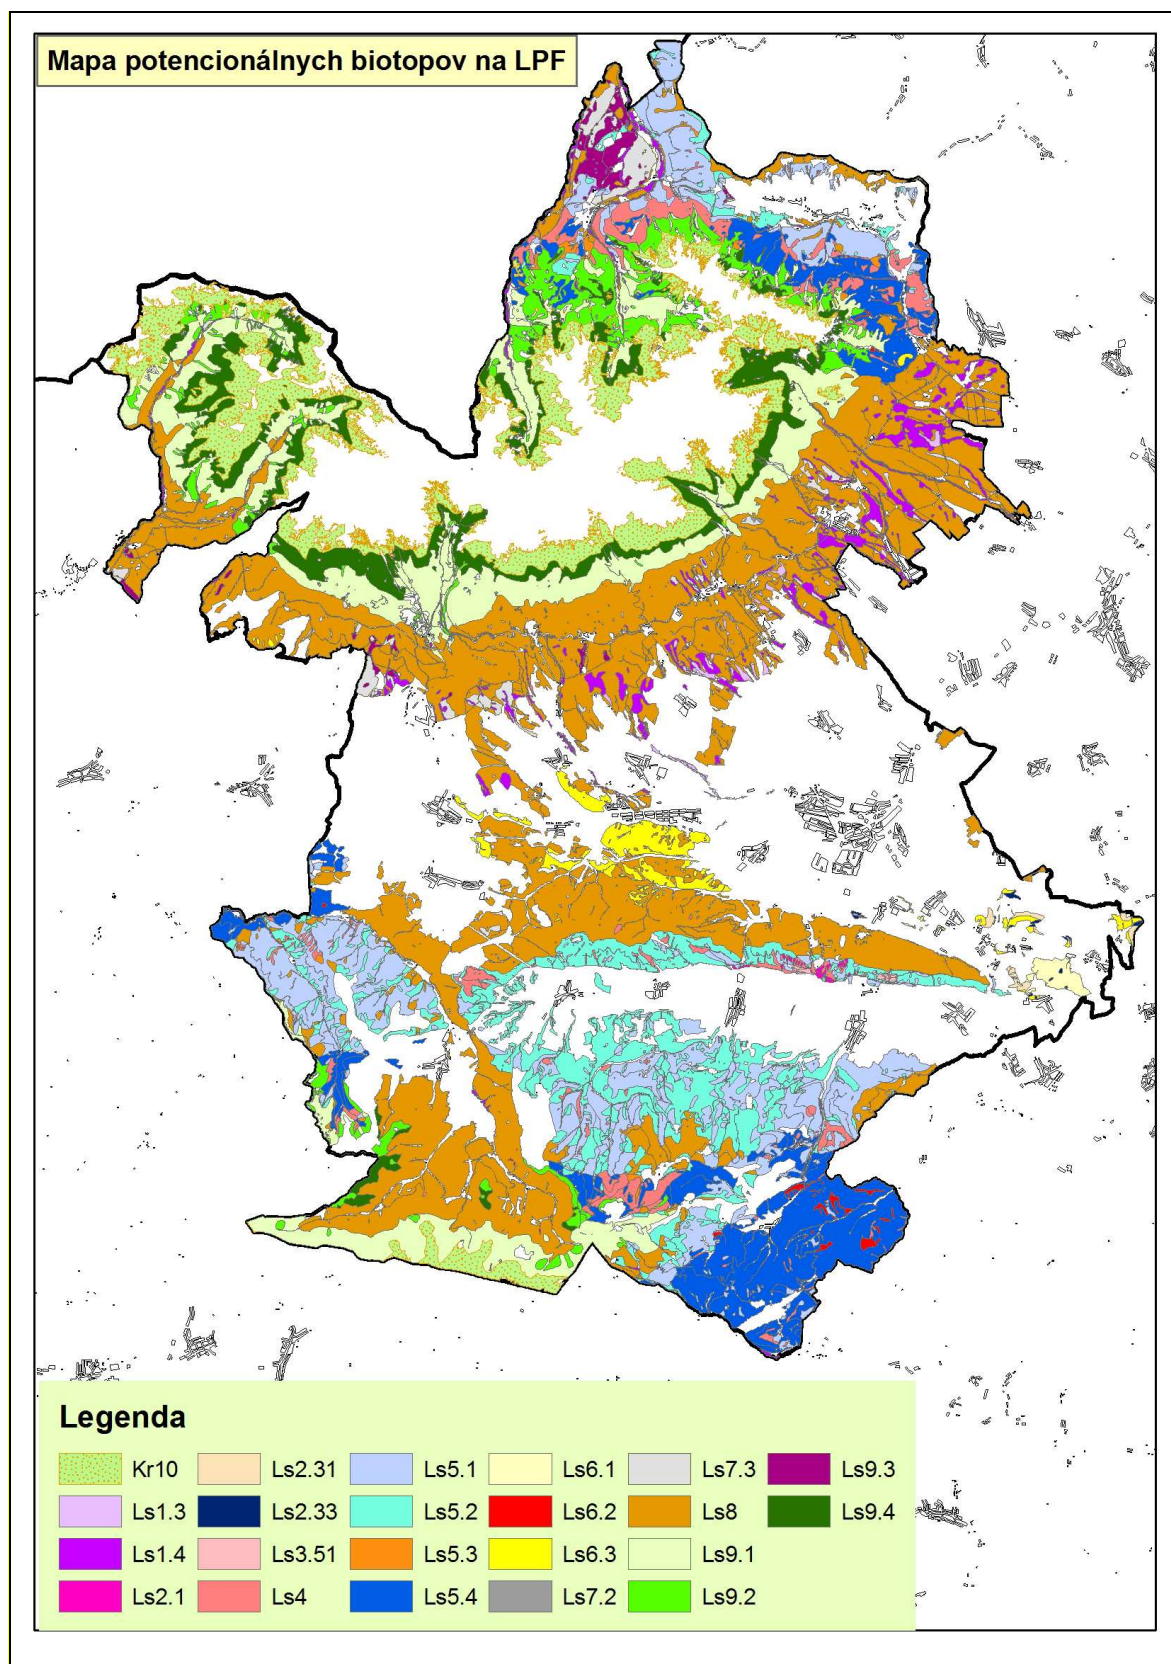 Mapa potencionálnych biotopov na LPF
Legenda
Kr10 Ls2.31 Ls5.1 Ls6.1 Ls7.3 Ls9.3
Ls1.3 Ls2.33 Ls5.2 Ls6.2 Ls8 Ls9.4
Ls1.4 Ls3.51 Ls5.3 Ls6.3 Ls9.1
Ls2.1 Ls4 Ls5.4 Ls7.2 Ls9.2